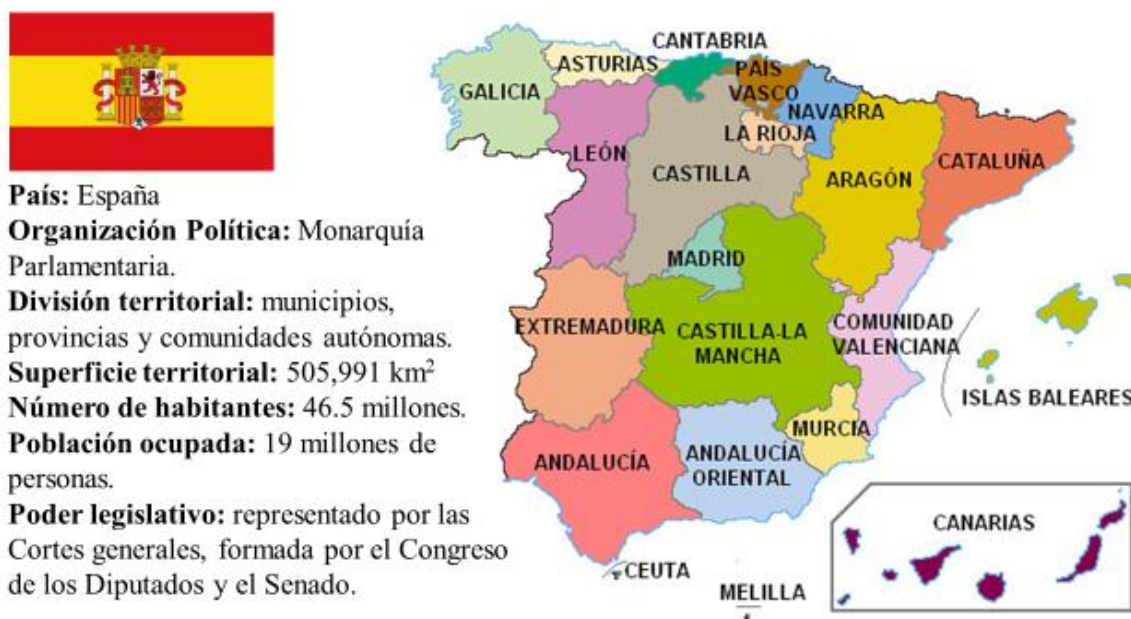 País: España
Organización Política: Monarquía
Parlamentaria.
División territorial: municipios,
provincias y comunidades autónomas.
Superficie territorial: 505,991 km²
Número de habitantes: 46.5 millones.
Población ocupada: 19 millones de
personas.
Poder legislativo: representado por las
Cortes generales, formada por el Congreso
de los Diputados y el Senado.
CANTABRIA
ASTURIAS
PAÍS
VASCO
GALICIA
NAVARRA
LA RIOJA
LEÓN
CASTILLA
ARAGÓN
CATALUÑA
MADRID
EXTREMADURA
CASTILLA-LA
MANCHA
COMUNIDAD
VALENCIANA
ISLAS BALEARES
MURCIA
ANDALUCÍA
ANDALUCÍA
ORIENTAL
CANARIAS
CEUTA
MELILLA